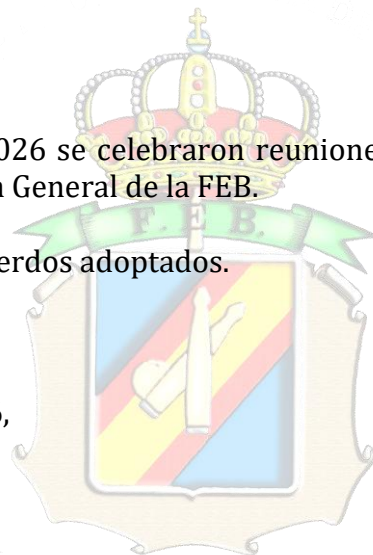 026 se celebraron reunione
General de la FEB.
F. E. B.
erdos adoptados.
,